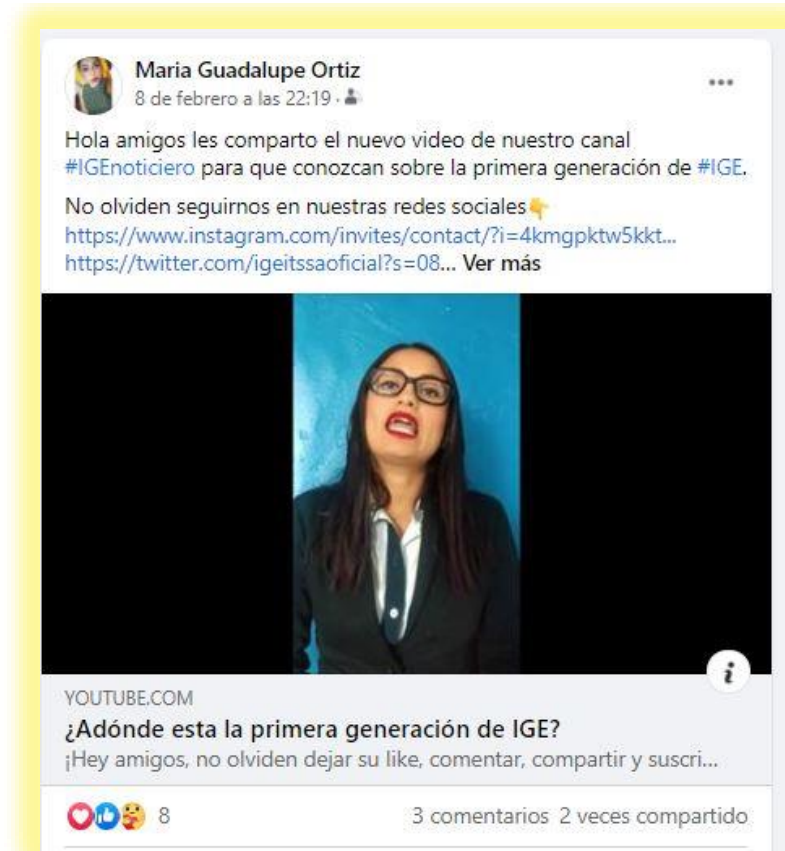 Maria Guadalupe Ortiz
8 de febrero a las 22:19 ·
Hola amigos les comparto el nuevo video de nuestro canal
#IGEnoticiero para que conozcan sobre la primera generación de #IGE.
No olviden seguirnos en nuestras redes sociales👇
https://www.instagram.com/invites/contact/?i=4kmgpktw5kkt...
https://twitter.com/igeitssaoficial?s=08... Ver más
YOUTUBE.COM
¿Adónde esta la primera generación de IGE?
¡Hey amigos, no olviden dejar su like, comentar, compartir y suscri...
8
3 comentarios 2 veces compartido